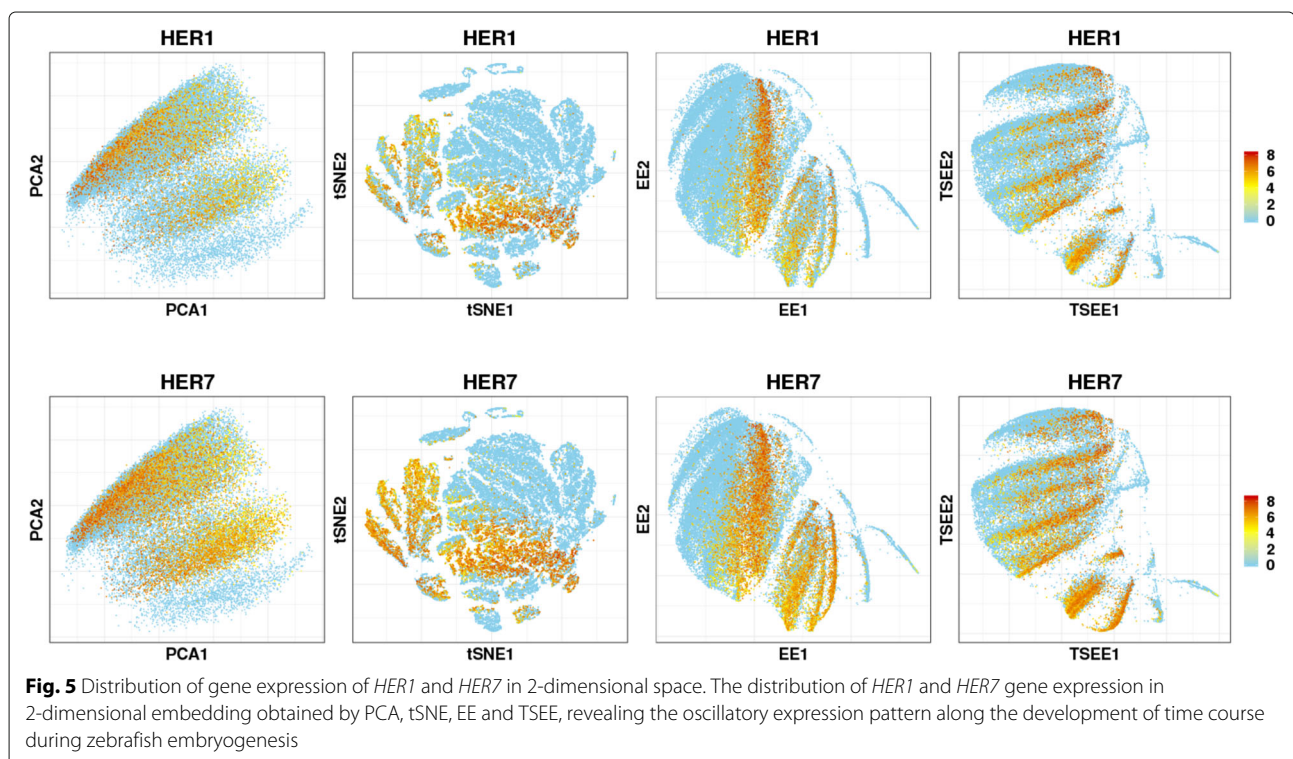 HER1 HER1 HER1 HER1
PCA2 tSNE2 EE2 TSEE2
8
6
4
2
0
PCA1 tSNE1 EE1 TSEE1
HER7 HER7 HER7 HER7
PCA2 tSNE2 EE2 TSEE2
8
6
4
2
0
PCA1 tSNE1 EE1 TSEE1
Fig. 5 Distribution of gene expression of HER1 and HER7 in 2-dimensional space. The distribution of HER1 and HER7 gene expression in
2-dimensional embedding obtained by PCA, tSNE, EE and TSEE, revealing the oscillatory expression pattern along the development of time course
during zebrafish embryogenesis